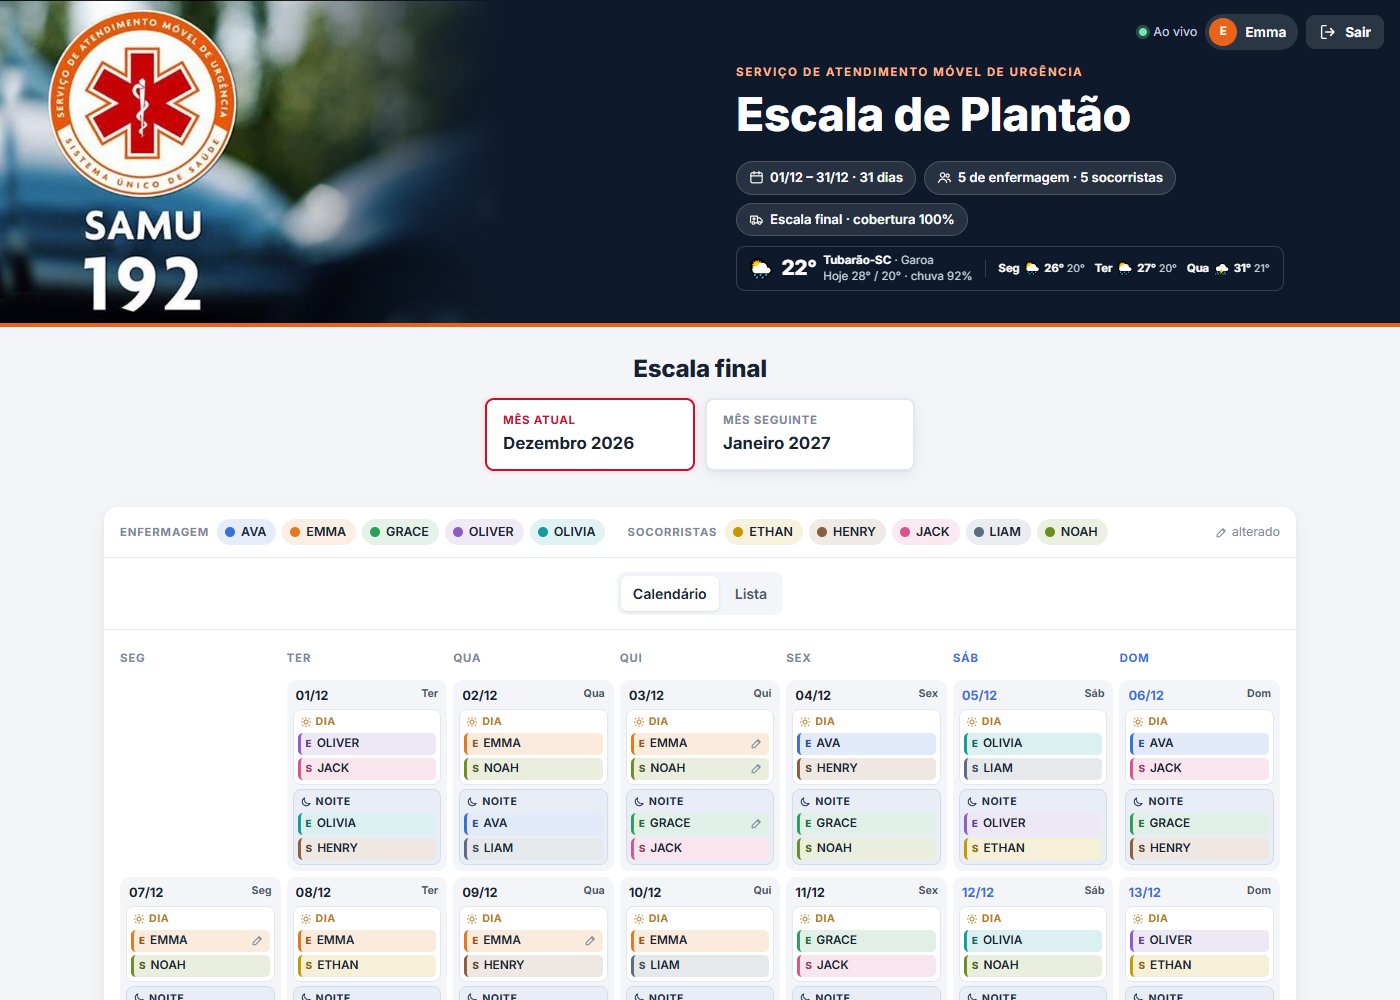 SERVIÇO DE ATENDIMENTO MÓVEL DE URGÊNCIA
SISTEMA ÚNICO DE SAÚDE
SAMU
192
Ao vivo
E Emma
Sair
SERVIÇO DE ATENDIMENTO MÓVEL DE URGÊNCIA
Escala de Plantão
01/12 – 31/12 · 31 dias
5 de enfermagem · 5 socorristas
Escala final · cobertura 100%
22° Tubarão-SC · Garoa
Hoje 28° / 20° · chuva 92%
Seg 26° 20° Ter 27° 20° Qua 31° 21°
Escala final
MÊS ATUAL
Dezembro 2026
MÊS SEGUINTE
Janeiro 2027
ENFERMAGEM AVA EMMA GRACE OLIVER OLIVIA SOCORRISTAS ETHAN HENRY JACK LIAM NOAH alterado
Calendário Lista
SEG TER QUA QUI SEX SÁB DOM
01/12 Ter
DIA
E OLIVER
S JACK
NOITE
E OLIVIA
S HENRY
02/12 Qua
DIA
E EMMA
S NOAH
NOITE
E AVA
S LIAM
03/12 Qui
DIA
E EMMA
S NOAH
NOITE
E GRACE
S JACK
04/12 Sex
DIA
E AVA
S HENRY
NOITE
E GRACE
S NOAH
05/12 Sáb
DIA
E OLIVIA
S LIAM
NOITE
E OLIVER
S ETHAN
06/12 Dom
DIA
E AVA
S JACK
NOITE
E GRACE
S HENRY
07/12 Seg
DIA
E EMMA
S NOAH
NOITE
08/12 Ter
DIA
E EMMA
S ETHAN
NOITE
09/12 Qua
DIA
E EMMA
S HENRY
NOITE
10/12 Qui
DIA
E EMMA
S LIAM
NOITE
11/12 Sex
DIA
E GRACE
S JACK
NOITE
12/12 Sáb
DIA
E OLIVIA
S NOAH
NOITE
13/12 Dom
DIA
E OLIVER
S ETHAN
NOITE